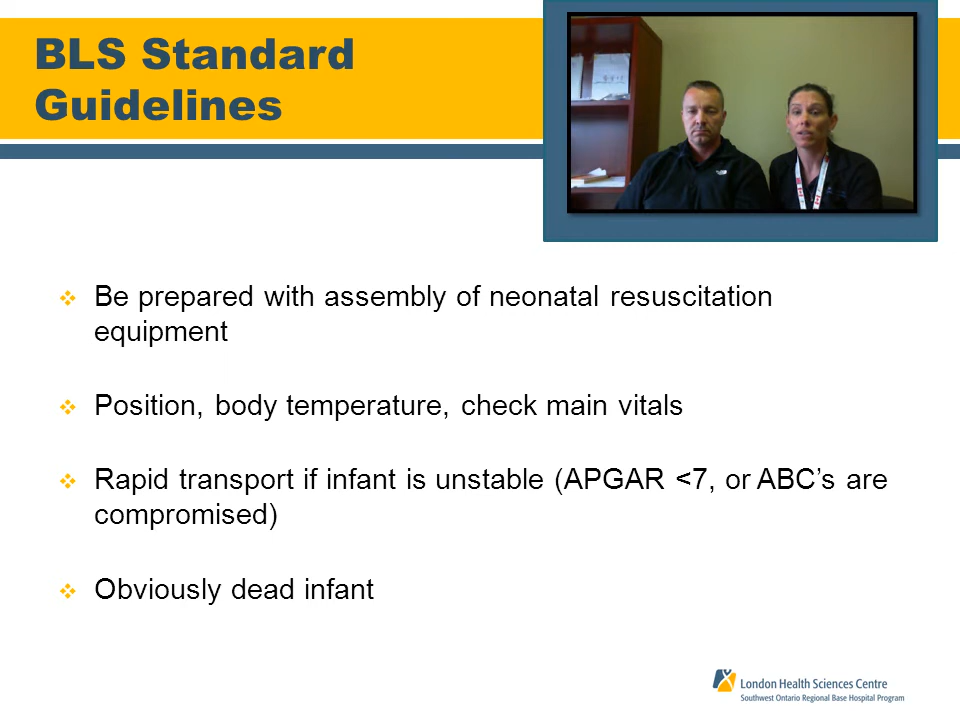 BLS Standard
Guidelines
Be prepared with assembly of neonatal resuscitation
equipment
Position, body temperature, check main vitals
Rapid transport if infant is unstable (APGAR <7, or ABC’s are
compromised)
Obviously dead infant
London Health Sciences Centre
Southwest Ontario Regional Base Hospital Program